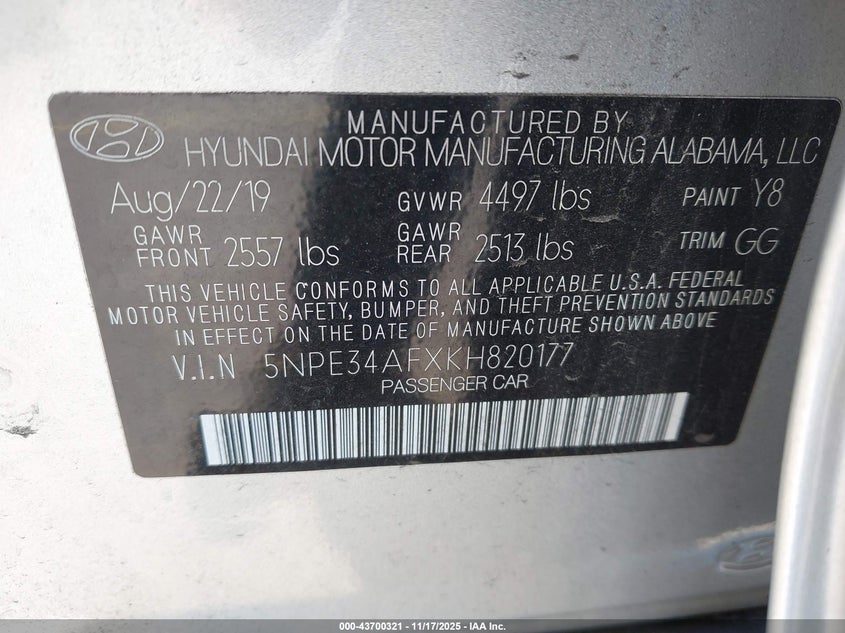 MANUFACTURED BY
HYUNDAI MOTOR MANUFACTURING ALABAMA, LLC
Aug/22/19 GVWR 4497 lbs PAINT Y8
GAWR FRONT 2557 lbs GAWR REAR 2513 lbs TRIM GG
THIS VEHICLE CONFORMS TO ALL APPLICABLE U.S.A. FEDERAL
MOTOR VEHICLE SAFETY, BUMPER, AND THEFT PREVENTION STANDARDS
IN EFFECT ON THE DATE OF MANUFACTURE SHOWN ABOVE
V.I.N 5NPE34AFXKH820177
PASSENGER CAR
000-43700321 | 11/17/2025 - IAA Inc.